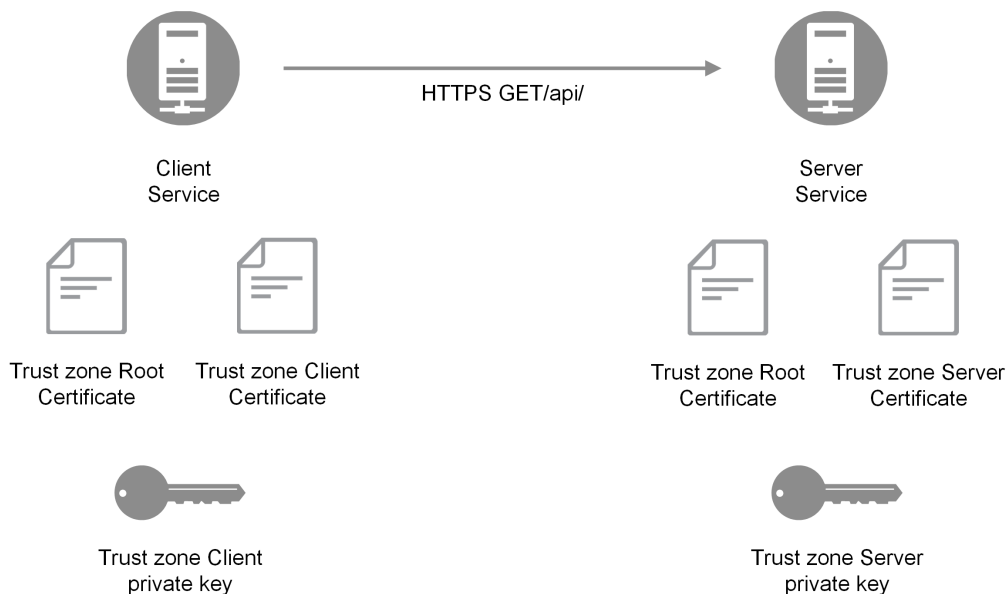 HTTPS GET/api/
Client
Service
Server
Service
Trust zone Root
Certificate
Trust zone Client
Certificate
Trust zone Root
Certificate
Trust zone Server
Certificate
Trust zone Client
private key
Trust zone Server
private key